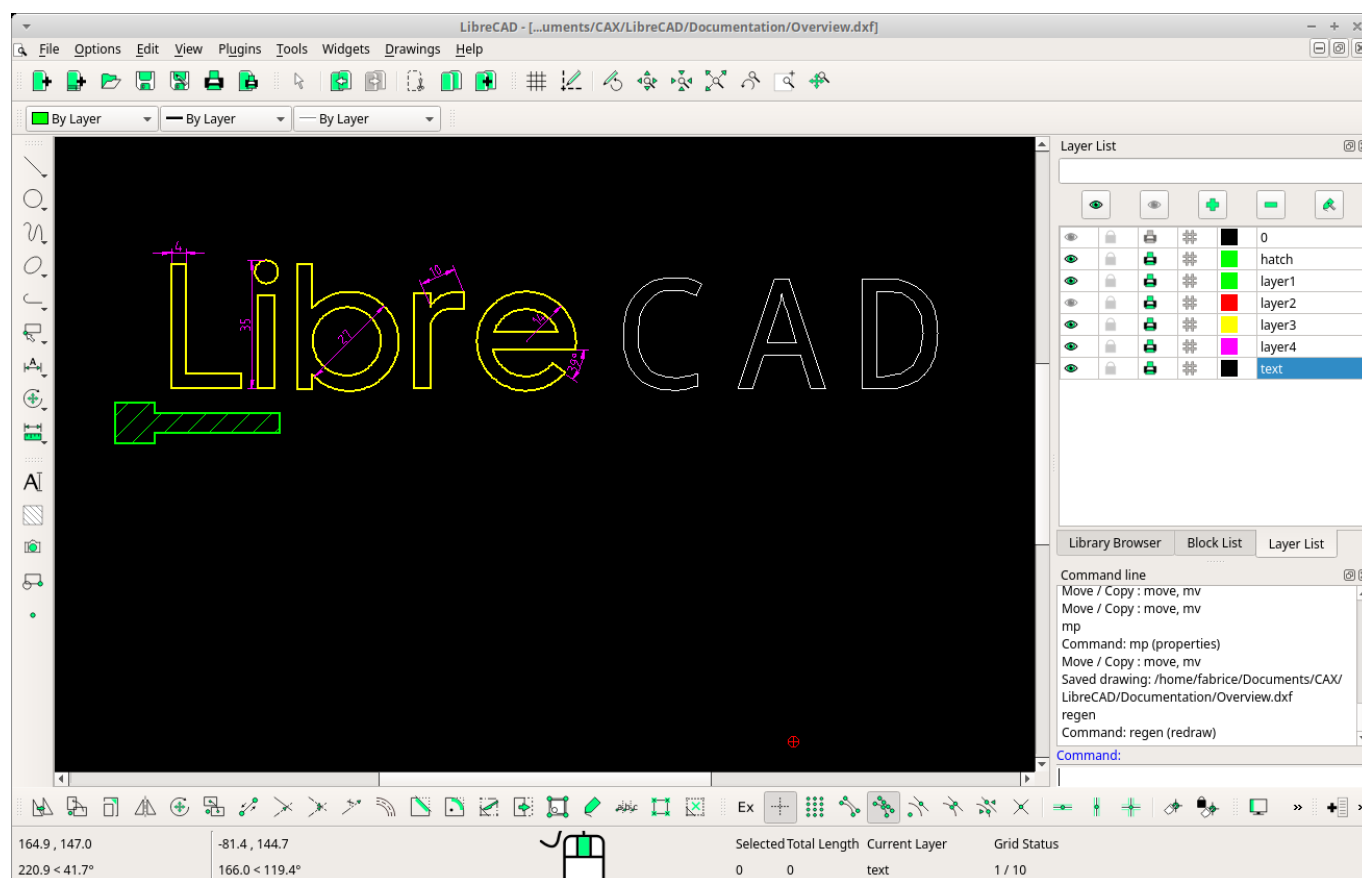 LibreCAD - [...uments/CAX/LibreCAD/Documentation/Overview.dxf]
File Options Edit View Plugins Tools Widgets Drawings Help
By Layer By Layer By Layer
Layer List
0
hatch
layer1
layer2
layer3
layer4
text
4
35
27
10
14
39°
Libre CAD
A
AI
Library Browser Block List Layer List
Command line
Move / Copy : move, mv
Move / Copy : move, mv
mp
Command: mp (properties)
Move / Copy : move, mv
Saved drawing: /home/fabrice/Documents/CAX/
LibreCAD/Documentation/Overview.dxf
regen
Command: regen (redraw)
Command:
abc Ex » »
164.9 , 147.0 -81.4 , 144.7 Selected Total Length Current Layer Grid Status
220.9 < 41.7° 166.0 < 119.4° 0 0 text 1 / 10